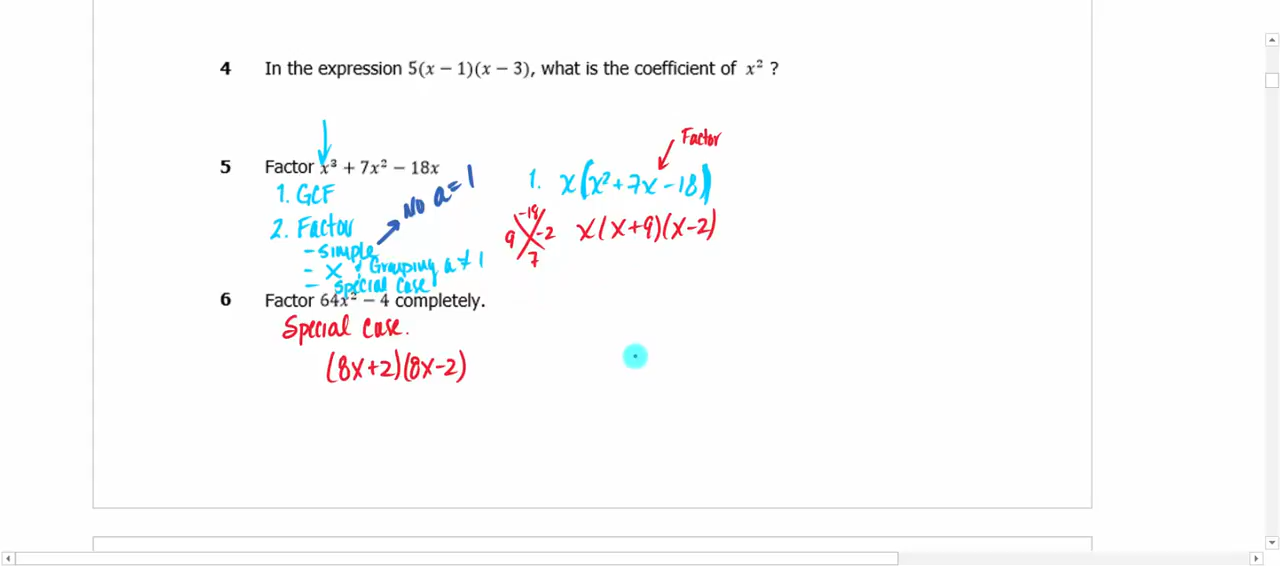 4 In the expression 5(x − 1)(x − 3), what is the coefficient of x² ?
Factor
5 Factor x³ + 7x² − 18x
1. x(x²+7x-18)
1. GCF
No a=1
2. Factor
-18
9 -2
7
x(x+9)(x-2)
- Simple
- X & Grouping a ≠ 1
- Special Case
6 Factor 64x² − 4 completely.
Special Case.
(8x+2)(8x-2)